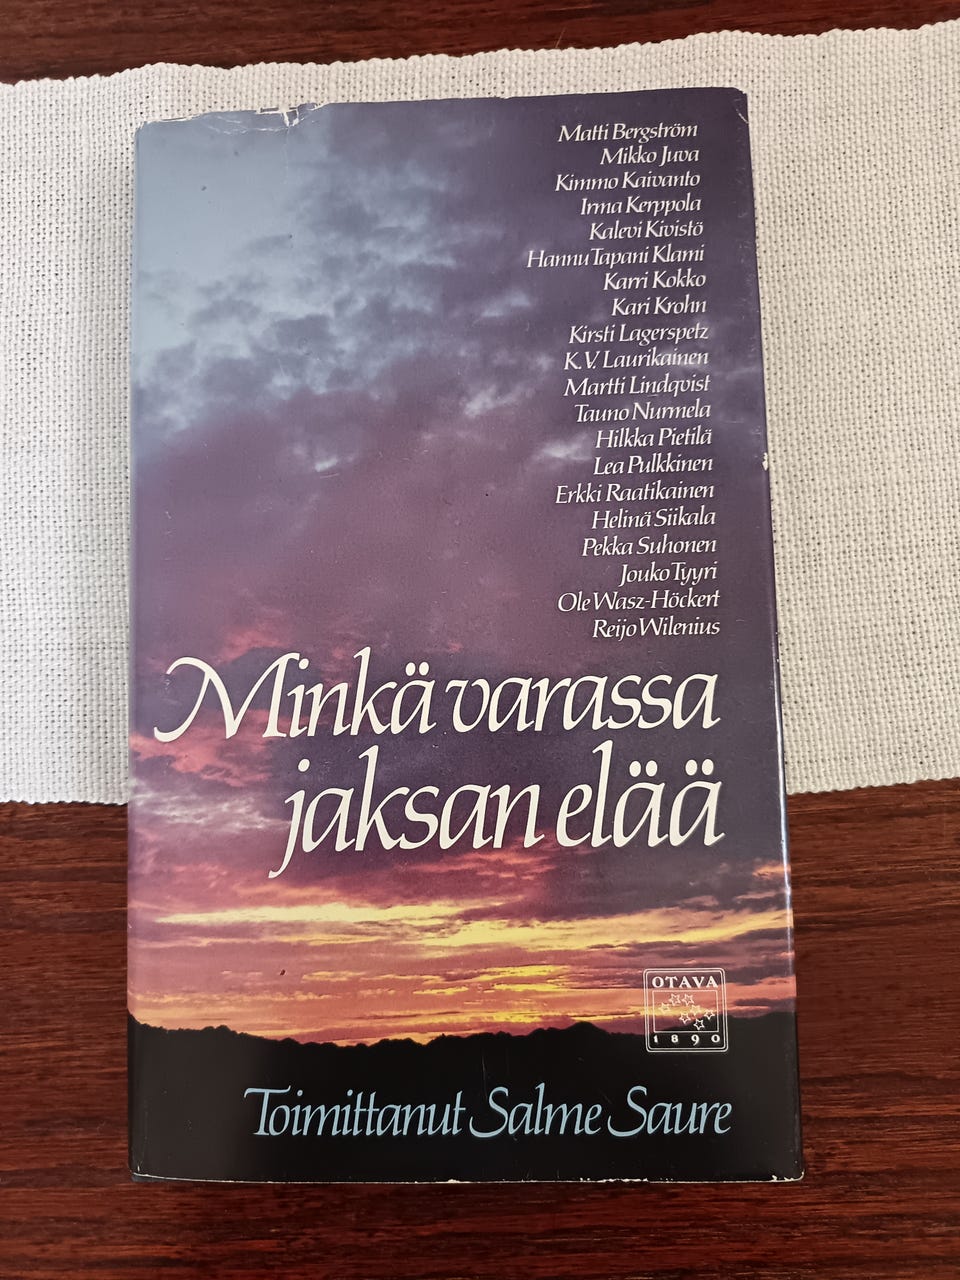 Matti Bergström
Mikko Juva
Kimmo Kaivanto
Irma Kerppola
Kalevi Kivistö
Hannu Tapani Klami
Karri Kokko
Kari Krohn
Kirsti Lagerspetz
K.V. Laurikainen
Martti Lindqvist
Tauno Nurmela
Hilkka Pietilä
Lea Pulkkinen
Erkki Raatikainen
Helinä Siikala
Pekka Suhonen
Jouko Tyyri
Ole Wasz-Höckert
Reijo Wilenius
Minkä varassa
jaksan elää
OTAVA
1890
Toimittanut Salme Saure